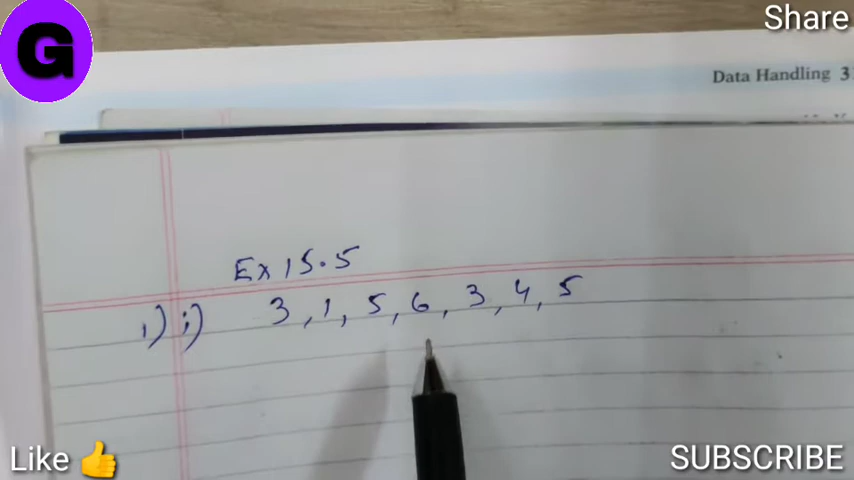 G
Share
Data Handling 3
Ex 15.5
1) i) 3, 1, 5, 6, 3, 4, 5
Like 👍
SUBSCRIBE